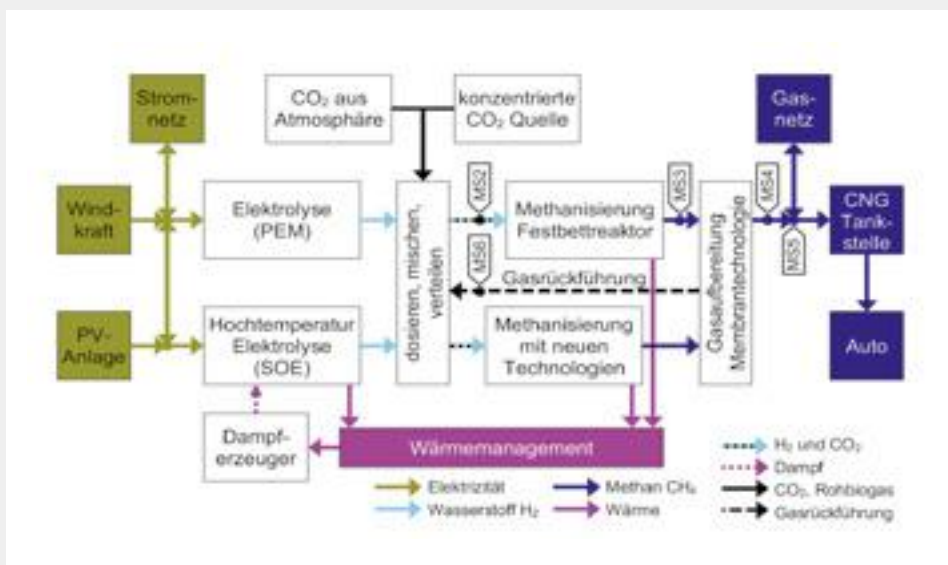 Strom-
netz
CO₂ aus
Atmosphäre
konzentrierte
CO₂ Quelle
Gas-
netz
Wind-
kraft
Elektrolyse
(PEM)
dosieren, mischen,
verteilen
MS2
Methanisierung
Festbettreaktor
MS3
Gasaufbereitung
Membrantechnologie
MS4
MS5
CNG
Tank-
stelle
MS6
Gasrückführung
PV-
Anlage
Hochtemperatur
Elektrolyse
(SOE)
Methanisierung
mit neuen
Technologien
Auto
Dampf-
erzeuger
Wärmemanagement
Elektrizität
Wasserstoff H₂
Methan CH₄
Wärme
H₂ und CO₂
Dampf
CO₂, Rohbiogas
Gasrückführung